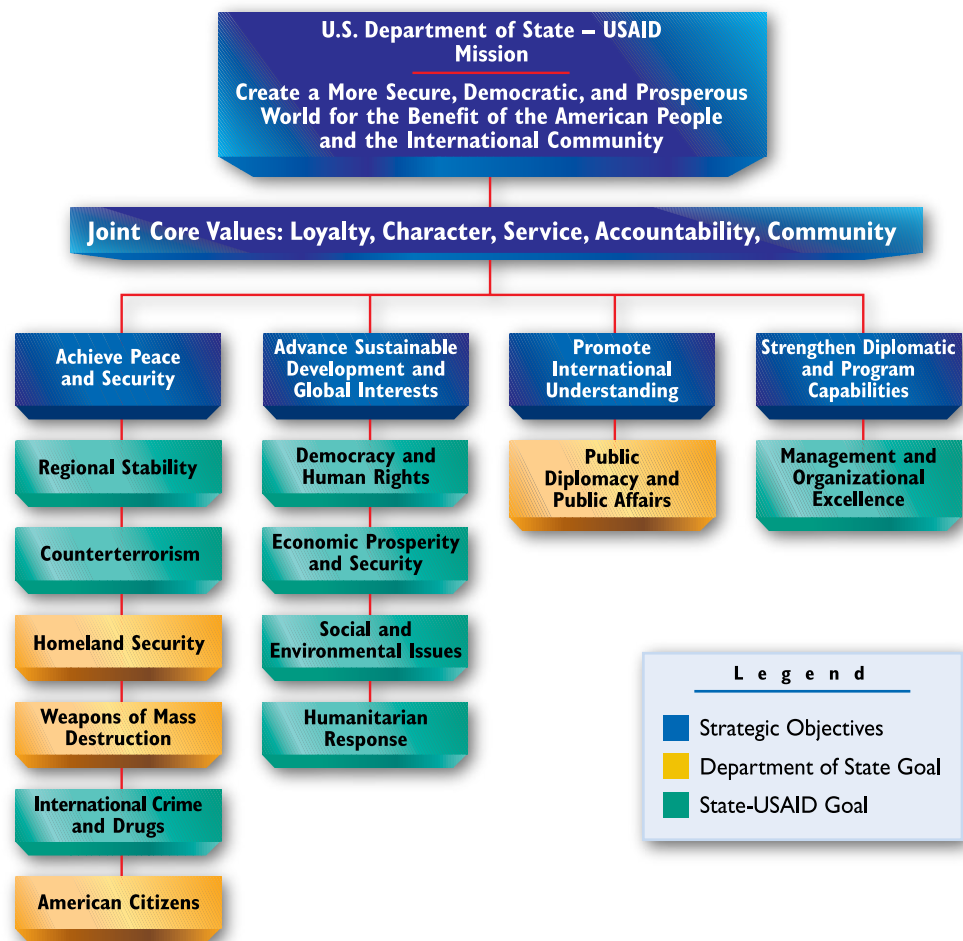 U.S. Department of State – USAID
Mission
Create a More Secure, Democratic, and Prosperous
World for the Benefit of the American People
and the International Community
Joint Core Values: Loyalty, Character, Service, Accountability, Community
Achieve Peace
and Security
Regional Stability
Counterterrorism
Homeland Security
Weapons of Mass
Destruction
International Crime
and Drugs
American Citizens
Advance Sustainable
Development and
Global Interests
Democracy and
Human Rights
Economic Prosperity
and Security
Social and
Environmental Issues
Humanitarian
Response
Promote
International
Understanding
Public
Diplomacy and
Public Affairs
Strengthen Diplomatic
and Program
Capabilities
Management and
Organizational
Excellence
Legend
Strategic Objectives
Department of State Goal
State-USAID Goal